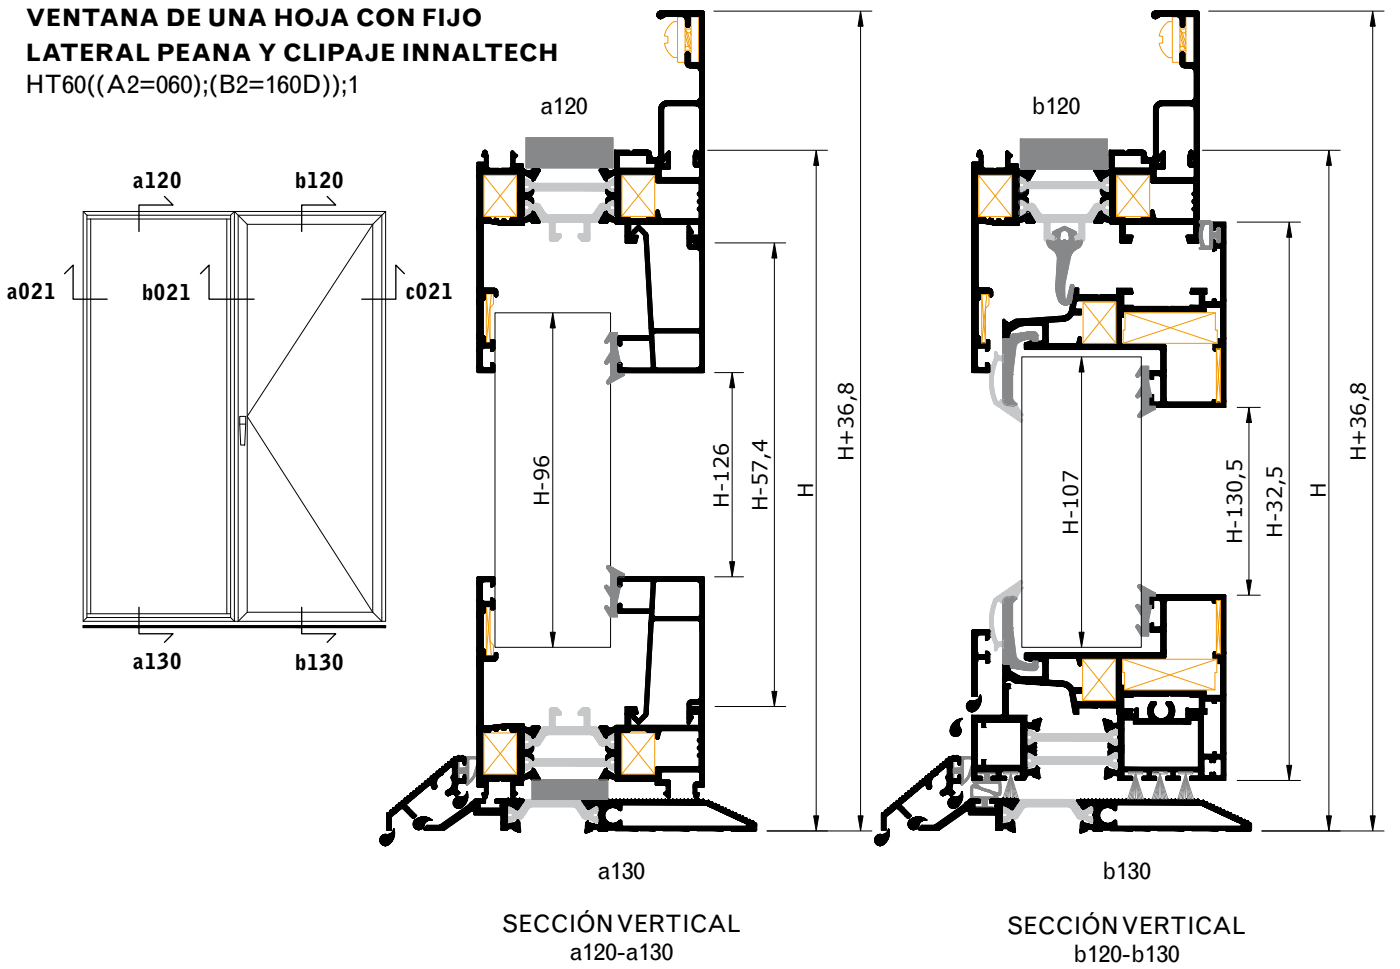 VENTANA DE UNA HOJA CON FIJO
LATERAL PEANA Y CLIPAJE INNALTECH
HT60((A2=060);(B2=160D));1
a120
b120
a021
b021
c021
a130
b130
a120
H-96
H-126
H-57,4
H
H+36,8
a130
SECCIÓN VERTICAL
a120-a130
b120
H-107
H-130,5
H-32,5
H
H+36,8
b130
SECCIÓN VERTICAL
b120-b130